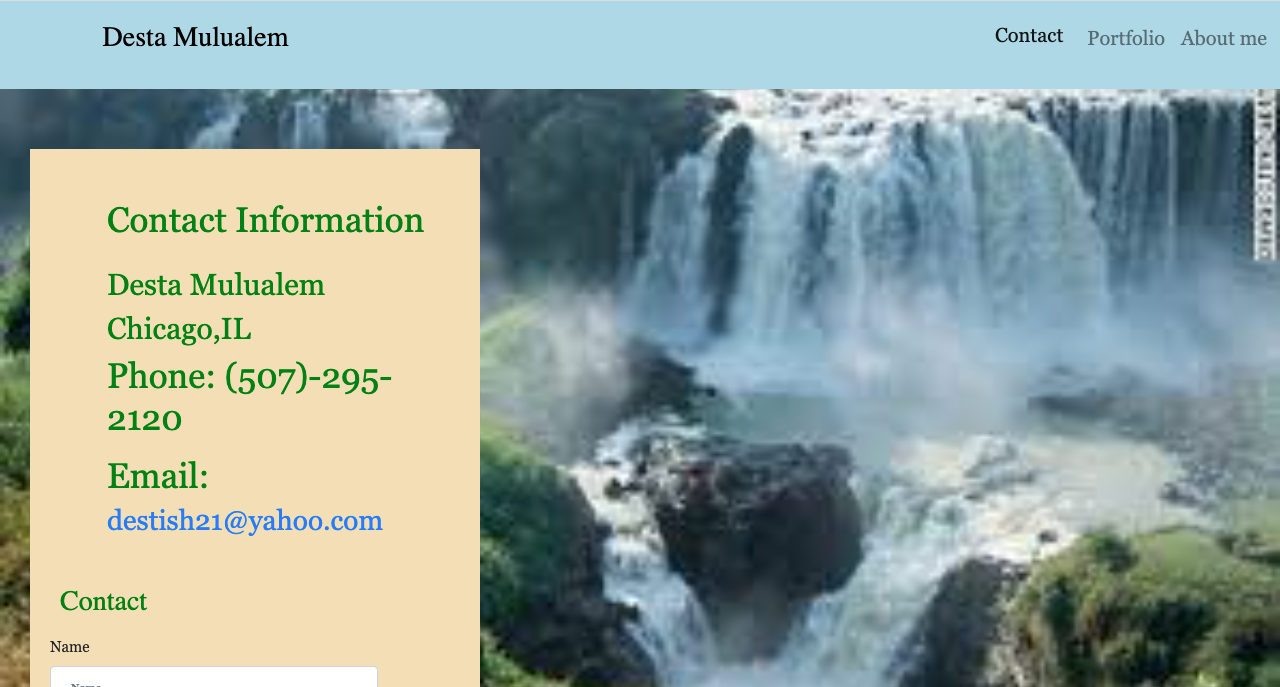 Desta Mulualem
Contact Portfolio About me
Contact Information
Desta Mulualem
Chicago,IL
Phone: (507)-295-
2120
Email:
destish21@yahoo.com
Contact
Name
Name